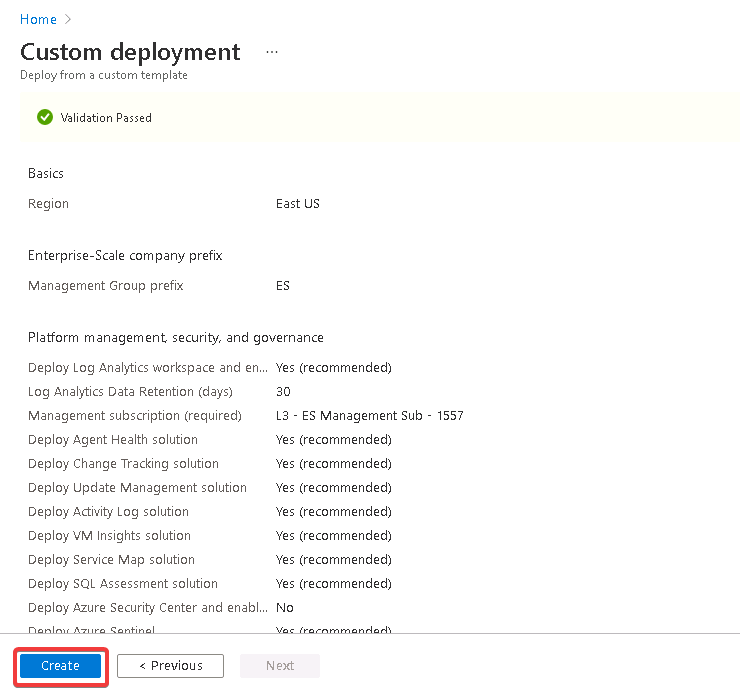 Home >
Custom deployment ...
Deploy from a custom template
Validation Passed
Basics
Region East US
Enterprise-Scale company prefix
Management Group prefix ES
Platform management, security, and governance
Deploy Log Analytics workspace and en... Yes (recommended)
Log Analytics Data Retention (days) 30
Management subscription (required) L3 - ES Management Sub - 1557
Deploy Agent Health solution Yes (recommended)
Deploy Change Tracking solution Yes (recommended)
Deploy Update Management solution Yes (recommended)
Deploy Activity Log solution Yes (recommended)
Deploy VM Insights solution Yes (recommended)
Deploy Service Map solution Yes (recommended)
Deploy SQL Assessment solution Yes (recommended)
Deploy Azure Security Center and enabl... No
Deploy Azure Sentinel Yes (recommended)
Create < Previous Next